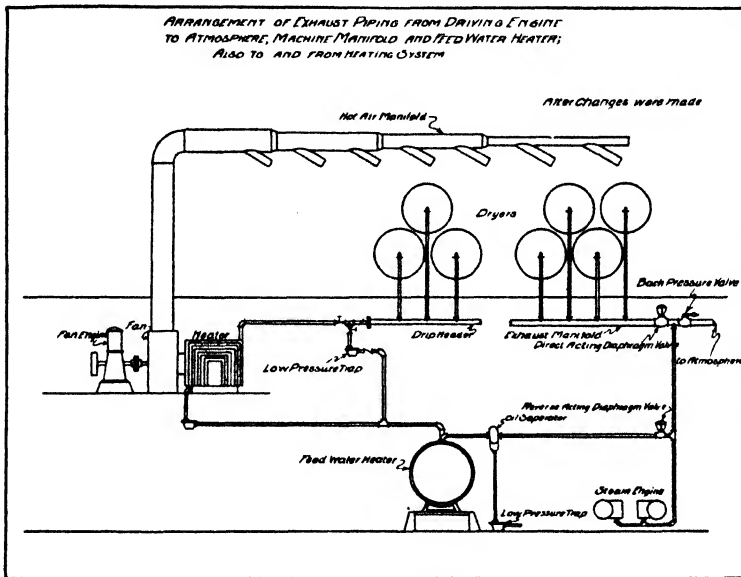 ARRANGEMENT OF EXHAUST PIPING FROM DRIVING ENGINE
TO ATMOSPHERE, MACHINE MANIFOLD AND FEED WATER HEATER;
ALSO TO AND FROM HEATING SYSTEM
After Changes were made
Hot Air Manifold
Dryers
Back Pressure Valve
Fan Engine
Fan
Heater
Drip Header
Exhaust Manifold
Direct Acting Diaphragm Valve
to Atmosphere
Low Pressure Trap
Reverse Acting Diaphragm Valve
Oil Separator
Feed Water Heater
Steam Engine
Low Pressure Trap